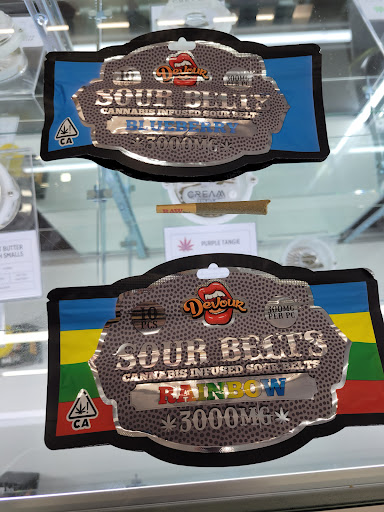 10
Devour
SOUR BELTS
CANNABIS INFUSED SOUR BELTS
BLUEBERRY
3000MG
CA
CREAM
PURPLE TANGIE
BUTTER
SMALLS
10
PCS
Devour
300MG
PER PC
SOUR BELTS
CANNABIS INFUSED SOUR BELTS
RAINBOW
3000MG
CA